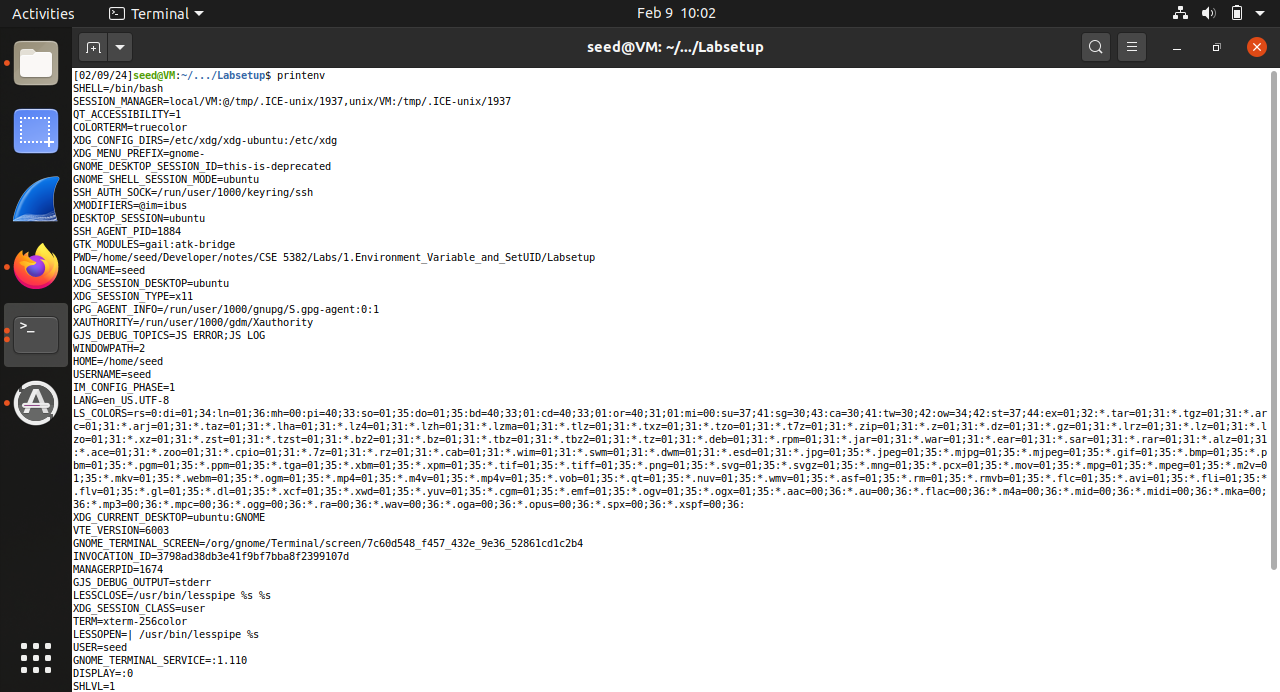 Activities Terminal Feb 9 10:02
seed@VM: ~/.../Labsetup
[02/09/24]seed@VM:~/.../Labsetup$ printenv
SHELL=/bin/bash
SESSION_MANAGER=local/VM:@/tmp/.ICE-unix/1937,unix/VM:/tmp/.ICE-unix/1937
QT_ACCESSIBILITY=1
COLORTERM=truecolor
XDG_CONFIG_DIRS=/etc/xdg/xdg-ubuntu:/etc/xdg
XDG_MENU_PREFIX=gnome-
GNOME_DESKTOP_SESSION_ID=this-is-deprecated
GNOME_SHELL_SESSION_MODE=ubuntu
SSH_AUTH_SOCK=/run/user/1000/keyring/ssh
XMODIFIERS=@im=ibus
DESKTOP_SESSION=ubuntu
SSH_AGENT_PID=1884
GTK_MODULES=gail:atk-bridge
PWD=/home/seed/Developer/notes/CSE 5382/Labs/1.Environment_Variable_and_SetUID/Labsetup
LOGNAME=seed
XDG_SESSION_DESKTOP=ubuntu
XDG_SESSION_TYPE=x11
GPG_AGENT_INFO=/run/user/1000/gnupg/S.gpg-agent:0:1
XAUTHORITY=/run/user/1000/gdm/Xauthority
GJS_DEBUG_TOPICS=JS ERROR;JS LOG
WINDOWPATH=2
HOME=/home/seed
USERNAME=seed
IM_CONFIG_PHASE=1
LANG=en_US.UTF-8
LS_COLORS=rs=0:di=01;34:ln=01;36:mh=00:pi=40;33:so=01;35:do=01;35:bd=40;33;01:cd=40;33;01:or=40;31;01:mi=00:su=37;41:sg=30;43:ca=30;41:tw=30;42:ow=34;42:st=37;44:ex=01;32:*.tar=01;31:*.tgz=01;31:*.ar
c=01;31:*.arj=01;31:*.taz=01;31:*.lha=01;31:*.lz4=01;31:*.lzh=01;31:*.lzma=01;31:*.tlz=01;31:*.txz=01;31:*.tzo=01;31:*.t7z=01;31:*.zip=01;31:*.z=01;31:*.dz=01;31:*.gz=01;31:*.lrz=01;31:*.lz=01;31:*.l
zo=01;31:*.xz=01;31:*.zst=01;31:*.tzst=01;31:*.bz2=01;31:*.bz=01;31:*.tbz=01;31:*.tbz2=01;31:*.tz=01;31:*.deb=01;31:*.rpm=01;31:*.jar=01;31:*.war=01;31:*.ear=01;31:*.sar=01;31:*.rar=01;31:*.alz=01;31
:*.ace=01;31:*.zoo=01;31:*.cpio=01;31:*.7z=01;31:*.rz=01;31:*.cab=01;31:*.wim=01;31:*.swm=01;31:*.dwm=01;31:*.esd=01;31:*.jpg=01;35:*.jpeg=01;35:*.mjpg=01;35:*.mjpeg=01;35:*.gif=01;35:*.bmp=01;35:*.p
bm=01;35:*.pgm=01;35:*.ppm=01;35:*.tga=01;35:*.xbm=01;35:*.xpm=01;35:*.tif=01;35:*.tiff=01;35:*.png=01;35:*.svg=01;35:*.svgz=01;35:*.mng=01;35:*.pcx=01;35:*.mov=01;35:*.mpg=01;35:*.mpeg=01;35:*.m2v=0
1;35:*.mkv=01;35:*.webm=01;35:*.ogm=01;35:*.mp4=01;35:*.m4v=01;35:*.mp4v=01;35:*.vob=01;35:*.qt=01;35:*.nuv=01;35:*.wmv=01;35:*.asf=01;35:*.rm=01;35:*.rmvb=01;35:*.flc=01;35:*.avi=01;35:*.fli=01;35:*
.flv=01;35:*.gl=01;35:*.dl=01;35:*.xcf=01;35:*.xwd=01;35:*.yuv=01;35:*.cgm=01;35:*.emf=01;35:*.ogv=01;35:*.ogx=01;35:*.aac=00;36:*.au=00;36:*.flac=00;36:*.m4a=00;36:*.mid=00;36:*.midi=00;36:*.mka=00;
36:*.mp3=00;36:*.mpc=00;36:*.ogg=00;36:*.ra=00;36:*.wav=00;36:*.oga=00;36:*.opus=00;36:*.spx=00;36:*.xspf=00;36:
XDG_CURRENT_DESKTOP=ubuntu:GNOME
VTE_VERSION=6003
GNOME_TERMINAL_SCREEN=/org/gnome/Terminal/screen/7c60d548_f457_432e_9e36_52861cd1c2b4
INVOCATION_ID=3798ad38db3e41f9bf7bba8f2399107d
MANAGERPID=1674
GJS_DEBUG_OUTPUT=stderr
LESSCLOSE=/usr/bin/lesspipe %s %s
XDG_SESSION_CLASS=user
TERM=xterm-256color
LESSOPEN=| /usr/bin/lesspipe %s
USER=seed
GNOME_TERMINAL_SERVICE=:1.110
DISPLAY=:0
SHLVL=1